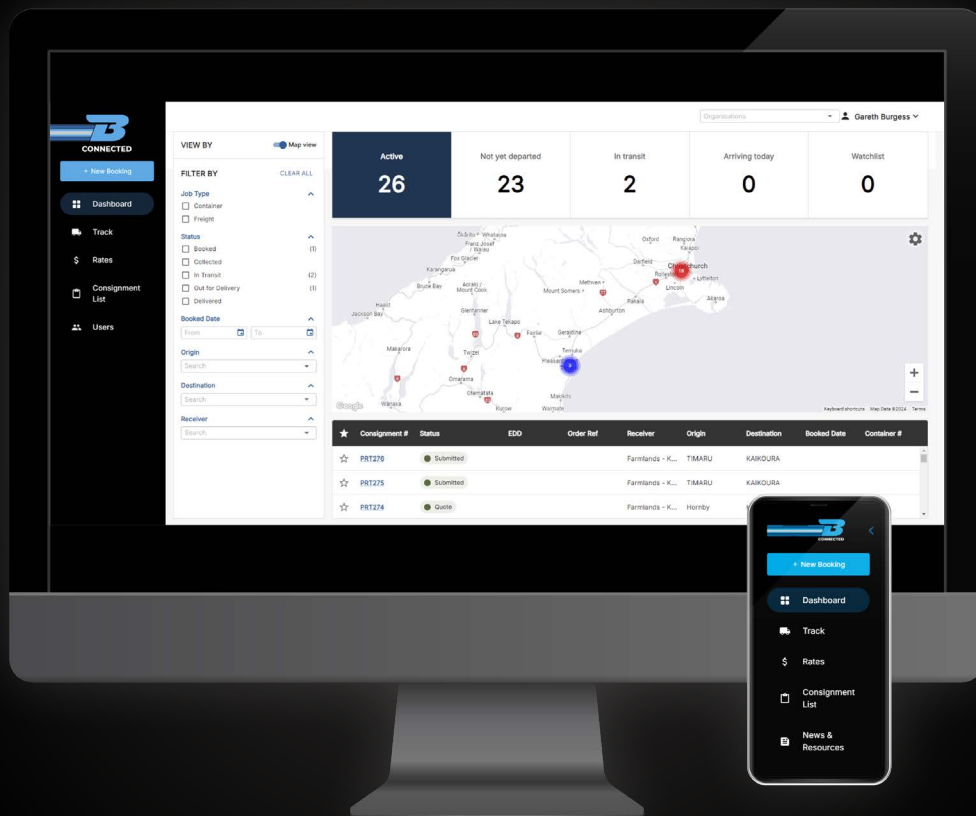 B
CONNECTED
+ New Booking
Dashboard
Track
$ Rates
Consignment
List
Users
VIEW BY
Map view
FILTER BY
CLEAR ALL
Job Type
Container
Freight
Status
Booked (1)
Collected
In Transit (2)
Out for Delivery (1)
Delivered
Booked Date
From
To
Origin
Search
Destination
Search
Receiver
Search
Organisations
Gareth Burgess
Active
26
Not yet departed
23
In transit
2
Arriving today
0
Watchlist
0
Franz Josef
Fox Glacier
Karangarua
Bruce Bay
Aoraki /
Mount Cook
Haast
Jackson Bay
Glentanner
Lake Tekapo
Makarora
Twizel
Fairlie
Geraldine
Temuka
Omarama
Otematata
Makikihi
Wanaka
Kurow
Waimate
Mount Somers
Methven
Ashburton
Rakaia
Darfield
Oxford
Rangiora
Kaiapoi
Lyttelton
Lincoln
Akaroa
18
3
Google
+
−
Keyboard shortcuts
Map Data ©2024
Terms
Consignment # Status EDD Order Ref Receiver Origin Destination Booked Date Container #
PRT276 Submitted Farmlands - K... TIMARU KAIKOURA
PRT275 Submitted Farmlands - K... TIMARU KAIKOURA
PRT274 Quote Farmlands - K... Hornby
B
CONNECTED
+ New Booking
Dashboard
Track
$ Rates
Consignment
List
News &
Resources